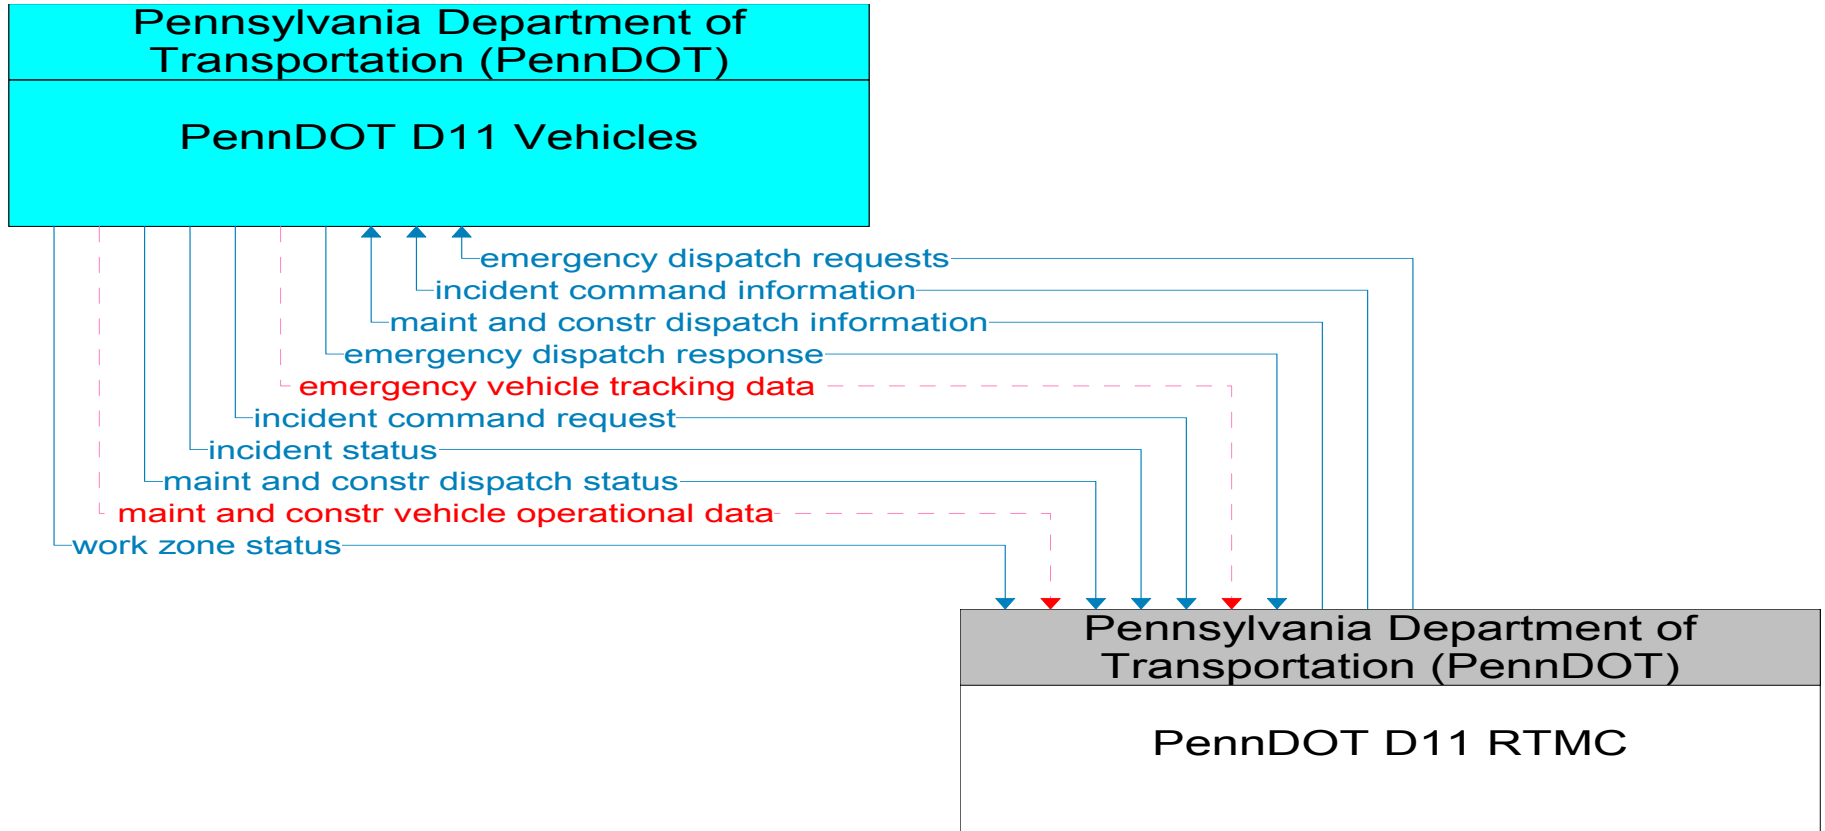 Pennsylvania Department of
Transportation (PennDOT)
PennDOT D11 Vehicles
emergency dispatch requests
incident command information
maint and constr dispatch information
emergency dispatch response
emergency vehicle tracking data
incident command request
incident status
maint and constr dispatch status
maint and constr vehicle operational data
work zone status
Pennsylvania Department of
Transportation (PennDOT)
PennDOT D11 RTMC